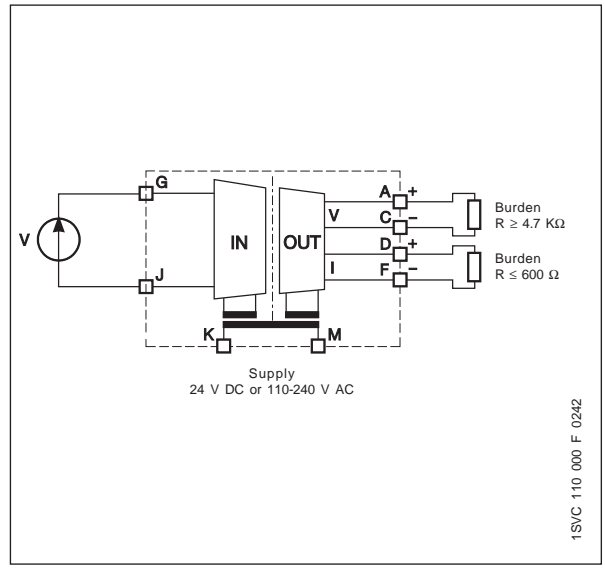 G
A +
Burden
R ≥ 4.7 KΩ
V
C –
V
IN
OUT
D +
Burden
R ≤ 600 Ω
I
F –
J
K
M
Supply
24 V DC or 110-240 V AC
1SVC 110 000 F 0242